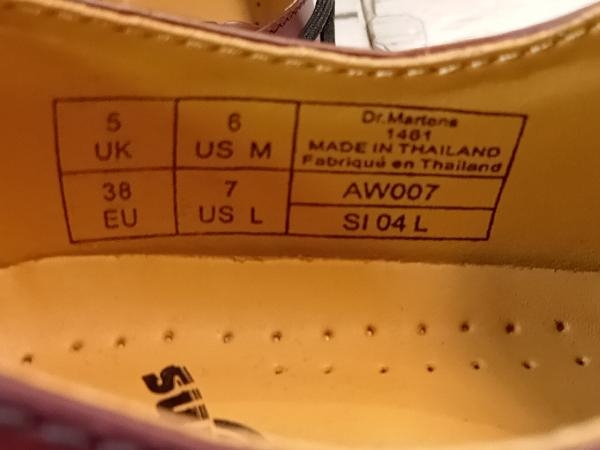 5
UK
6
US M
Dr.Martens
1461
MADE IN THAILAND
Fabriqué en Thailand
38
EU
7
US L
AW007
SI 04 L